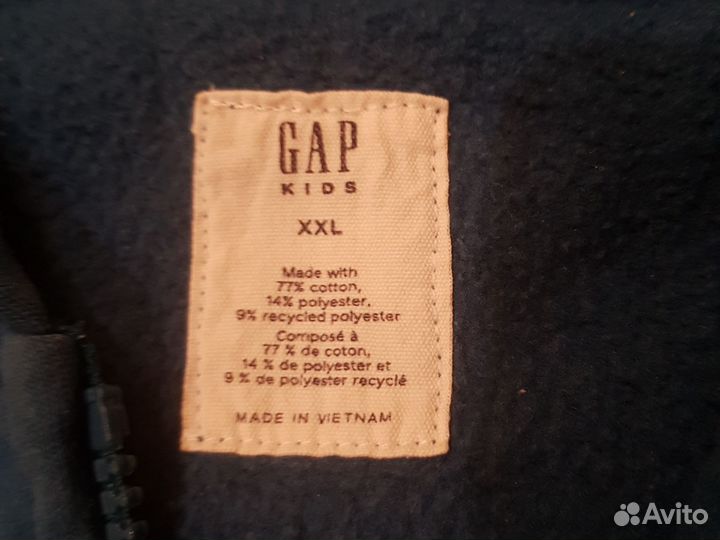 GAP
KIDS
XXL
Made with
77% cotton,
14% polyester,
9% recycled polyester
Composé à
77 % de coton,
14 % de polyester et
9 % de polyester recyclé
MADE IN VIETNAM
Avito